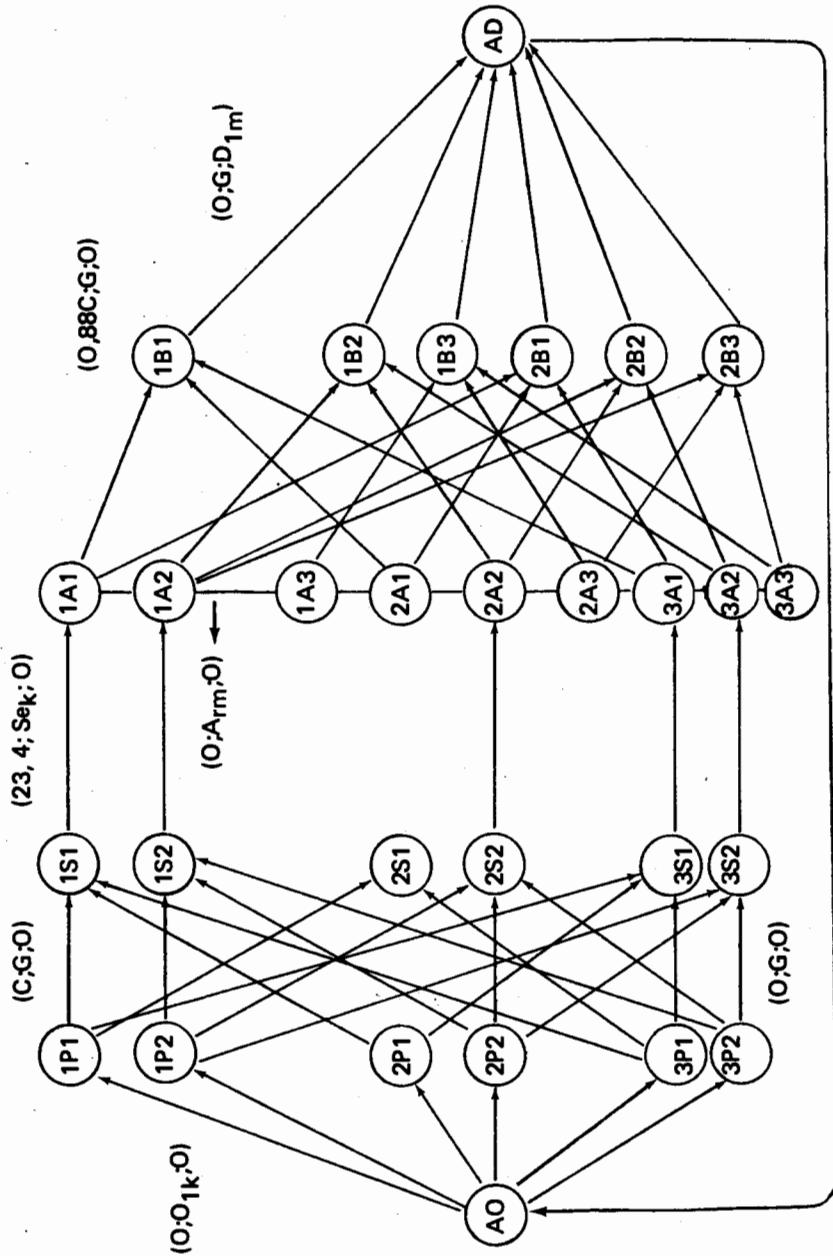 (O;O1k;O)
(C;G;O)
(23, 4; Sek; O)
(O,88C;G;O)
(O;G;D1m)
(O;Arm;O)
(O;G;O)
AO
1P1
1P2
2P1
2P2
3P1
3P2
1S1
1S2
2S1
2S2
3S1
3S2
1A1
1A2
1A3
2A1
2A2
2A3
3A1
3A2
3A3
1B1
1B2
1B3
2B1
2B2
2B3
AD